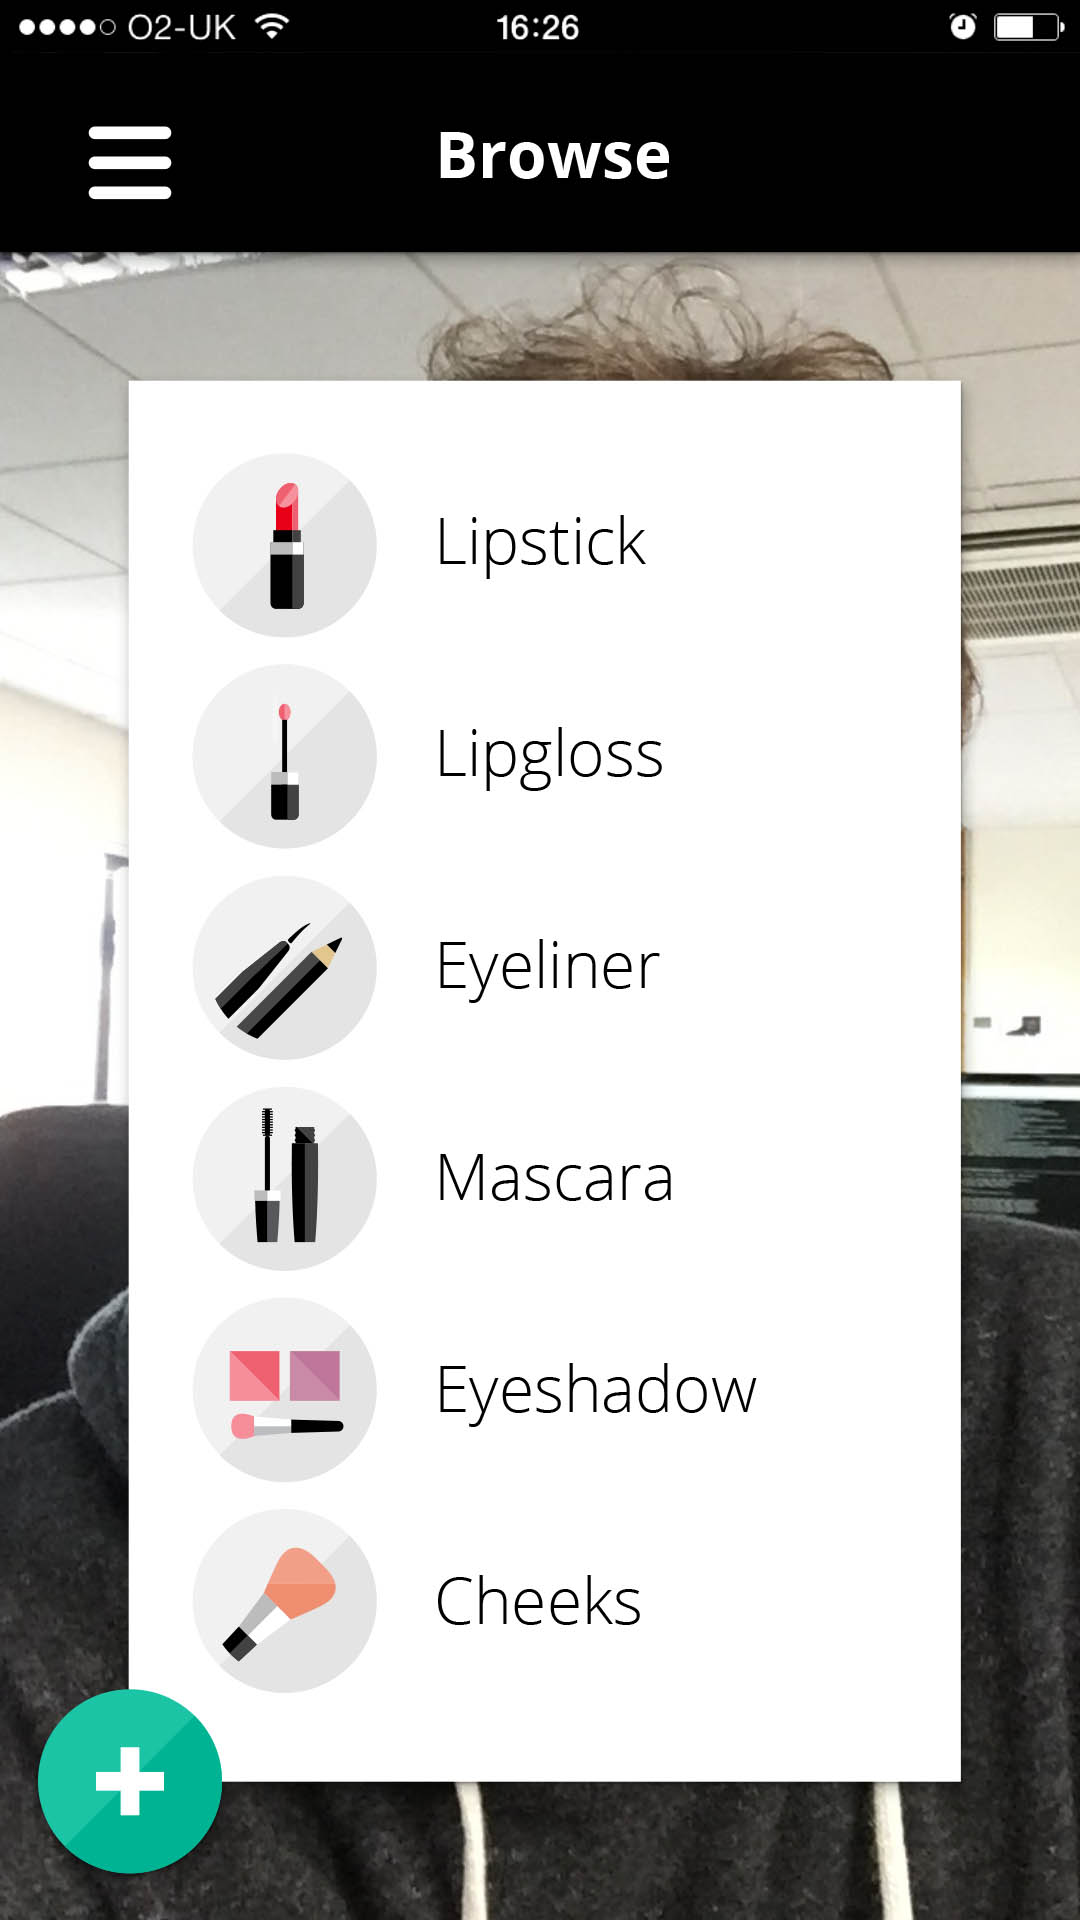 O2-UK 16:26
Browse
Lipstick
Lipgloss
Eyeliner
Mascara
Eyeshadow
Cheeks